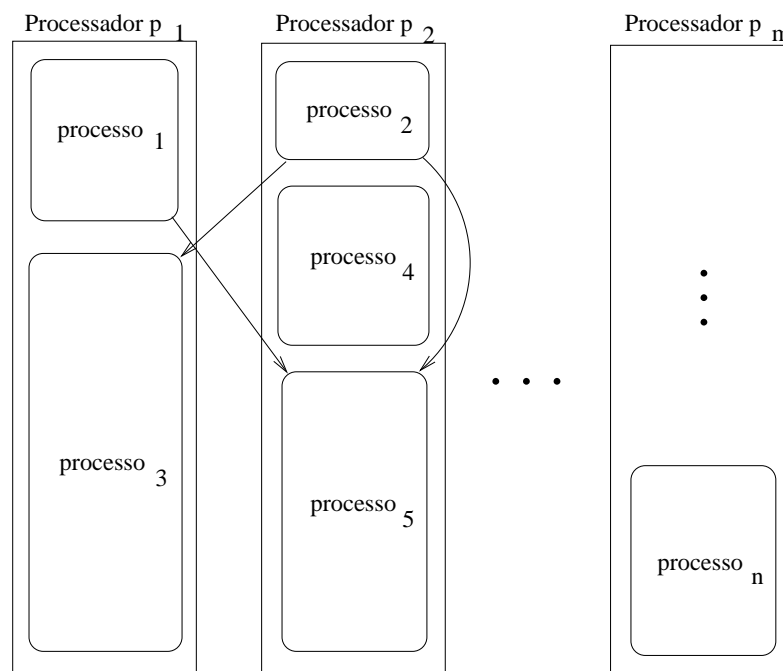 Processador p 1
Processador p 2
Processador p m
processo 1
processo 2
processo 4
processo 3
processo 5
processo n